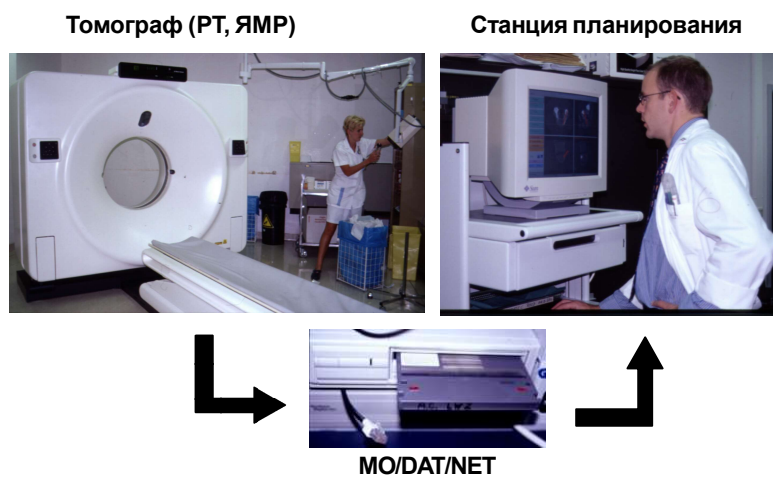 Томограф (РТ, ЯМР)
Станция планирования
MO/DAT/NET